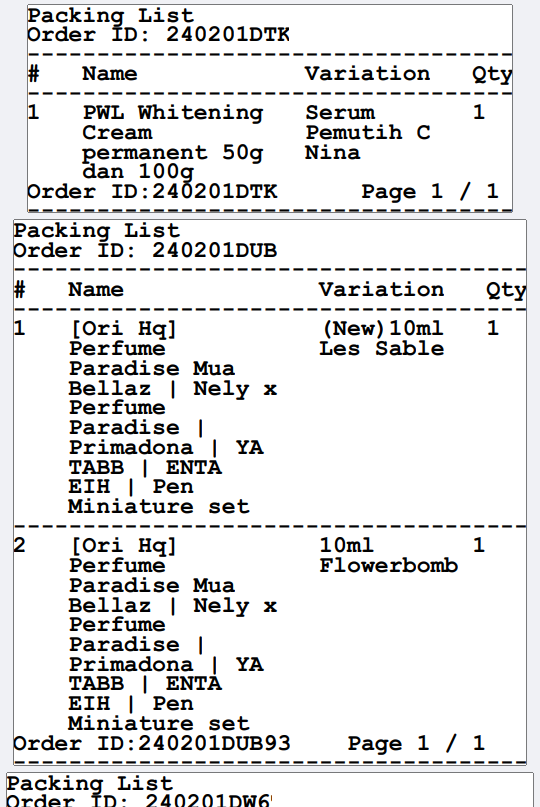 Packing List
Order ID: 240201DTK
# Name Variation Qty
1 PWL Whitening Serum 1
Cream Pemutih C
permanent 50g Nina
dan 100g
Order ID:240201DTK Page 1 / 1
Packing List
Order ID: 240201DUB
# Name Variation Qty
1 [Ori Hq] (New)10ml 1
Perfume Les Sable
Paradise Mua
Bellaz | Nely x
Perfume
Paradise |
Primadona | YA
TABB | ENTA
EIH | Pen
Miniature set
2 [Ori Hq] 10ml 1
Perfume Flowerbomb
Paradise Mua
Bellaz | Nely x
Perfume
Paradise |
Primadona | YA
TABB | ENTA
EIH | Pen
Miniature set
Order ID:240201DUB93 Page 1 / 1
Packing List
Order ID: 240201DW6